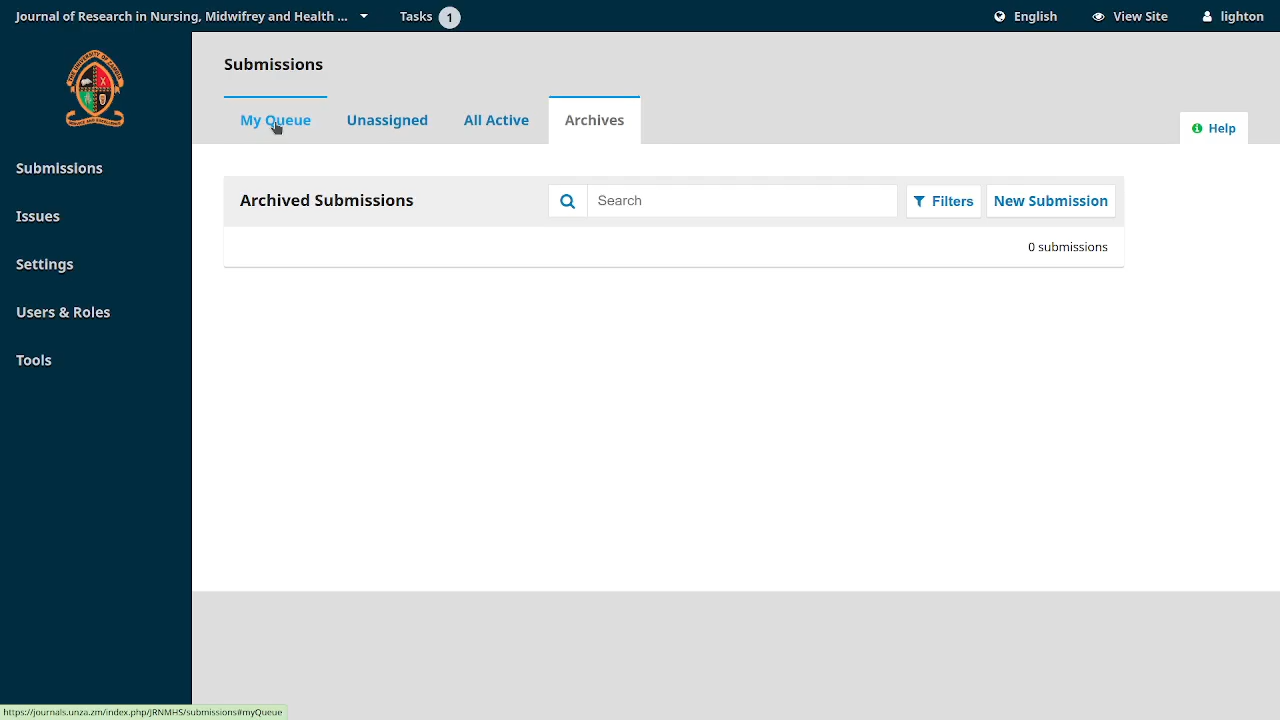 Journal of Research in Nursing, Midwifrey and Health ... Tasks 1 English View Site lighton
Submissions
My Queue Unassigned All Active Archives Help
Submissions
Issues
Settings
Users & Roles
Tools
Archived Submissions Search Filters New Submission
0 submissions
https://journals.unza.zm/index.php/JRNMHS/submissions#myQueue